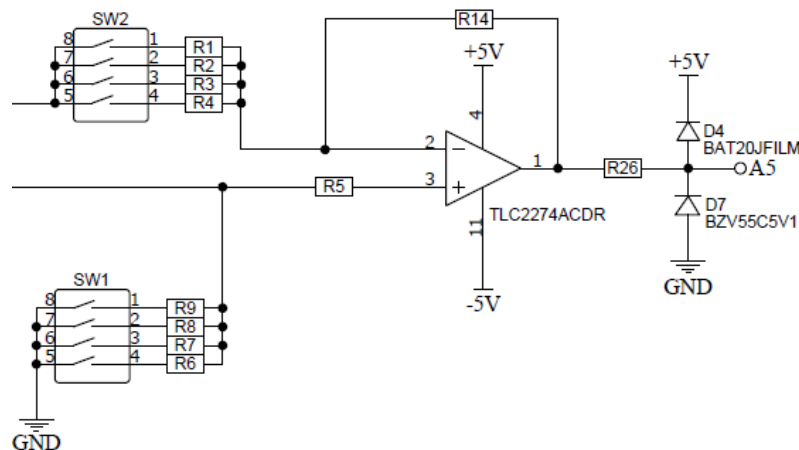 SW2
8 1 R1
7 2 R2
6 3 R3
5 4 R4
R14
+5V
4
2 −
3 +
1
11
TLC2274ACDR
-5V
R5
R26
+5V
D4
BAT20JFILM
A5
D7
BZV55C5V1
GND
SW1
8 1 R9
7 2 R8
6 3 R7
5 4 R6
GND